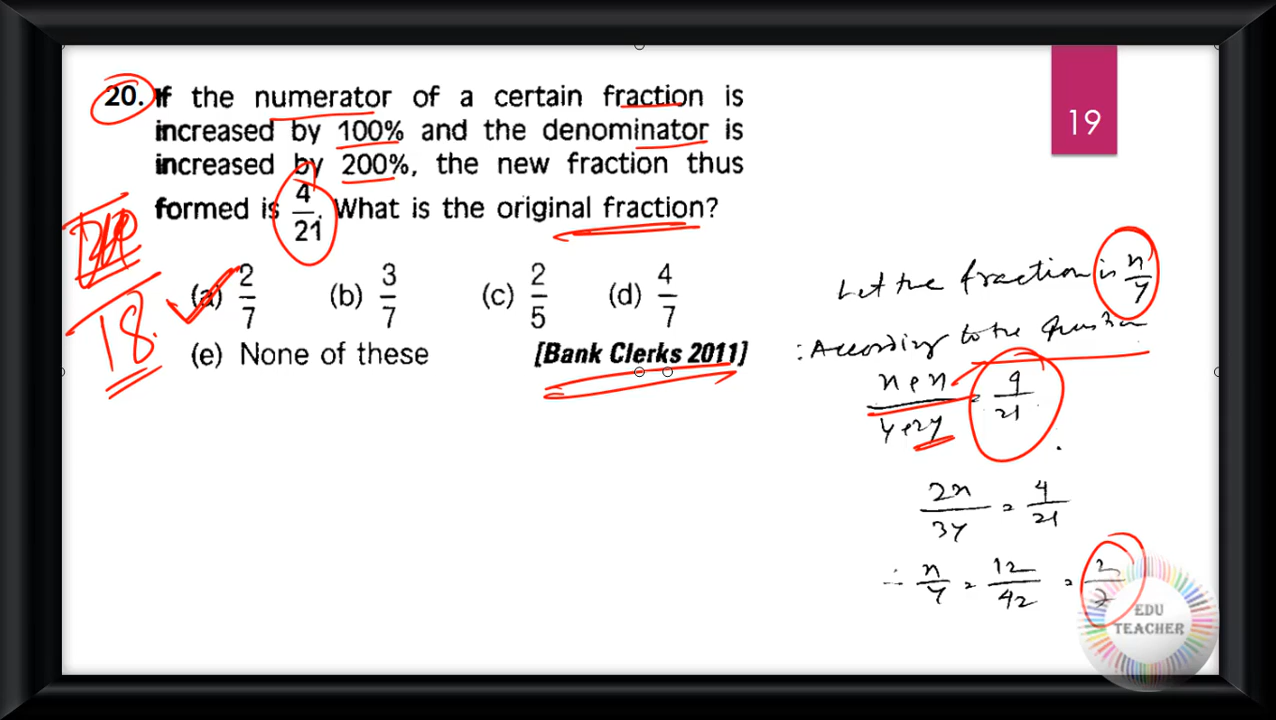 19
20. If the numerator of a certain fraction is
increased by 100% and the denominator is
increased by 200%, the new fraction thus
formed is 4/21. What is the original fraction?
(a) 2/7 (b) 3/7 (c) 2/5 (d) 4/7
(e) None of these [Bank Clerks 2011]
18.
Let the fraction is x/y
: According to the Question
x+x/y+2y = 4/21
2x/3y = 4/21
∴ x/y = 12/42 = 2/7
EDU
TEACHER